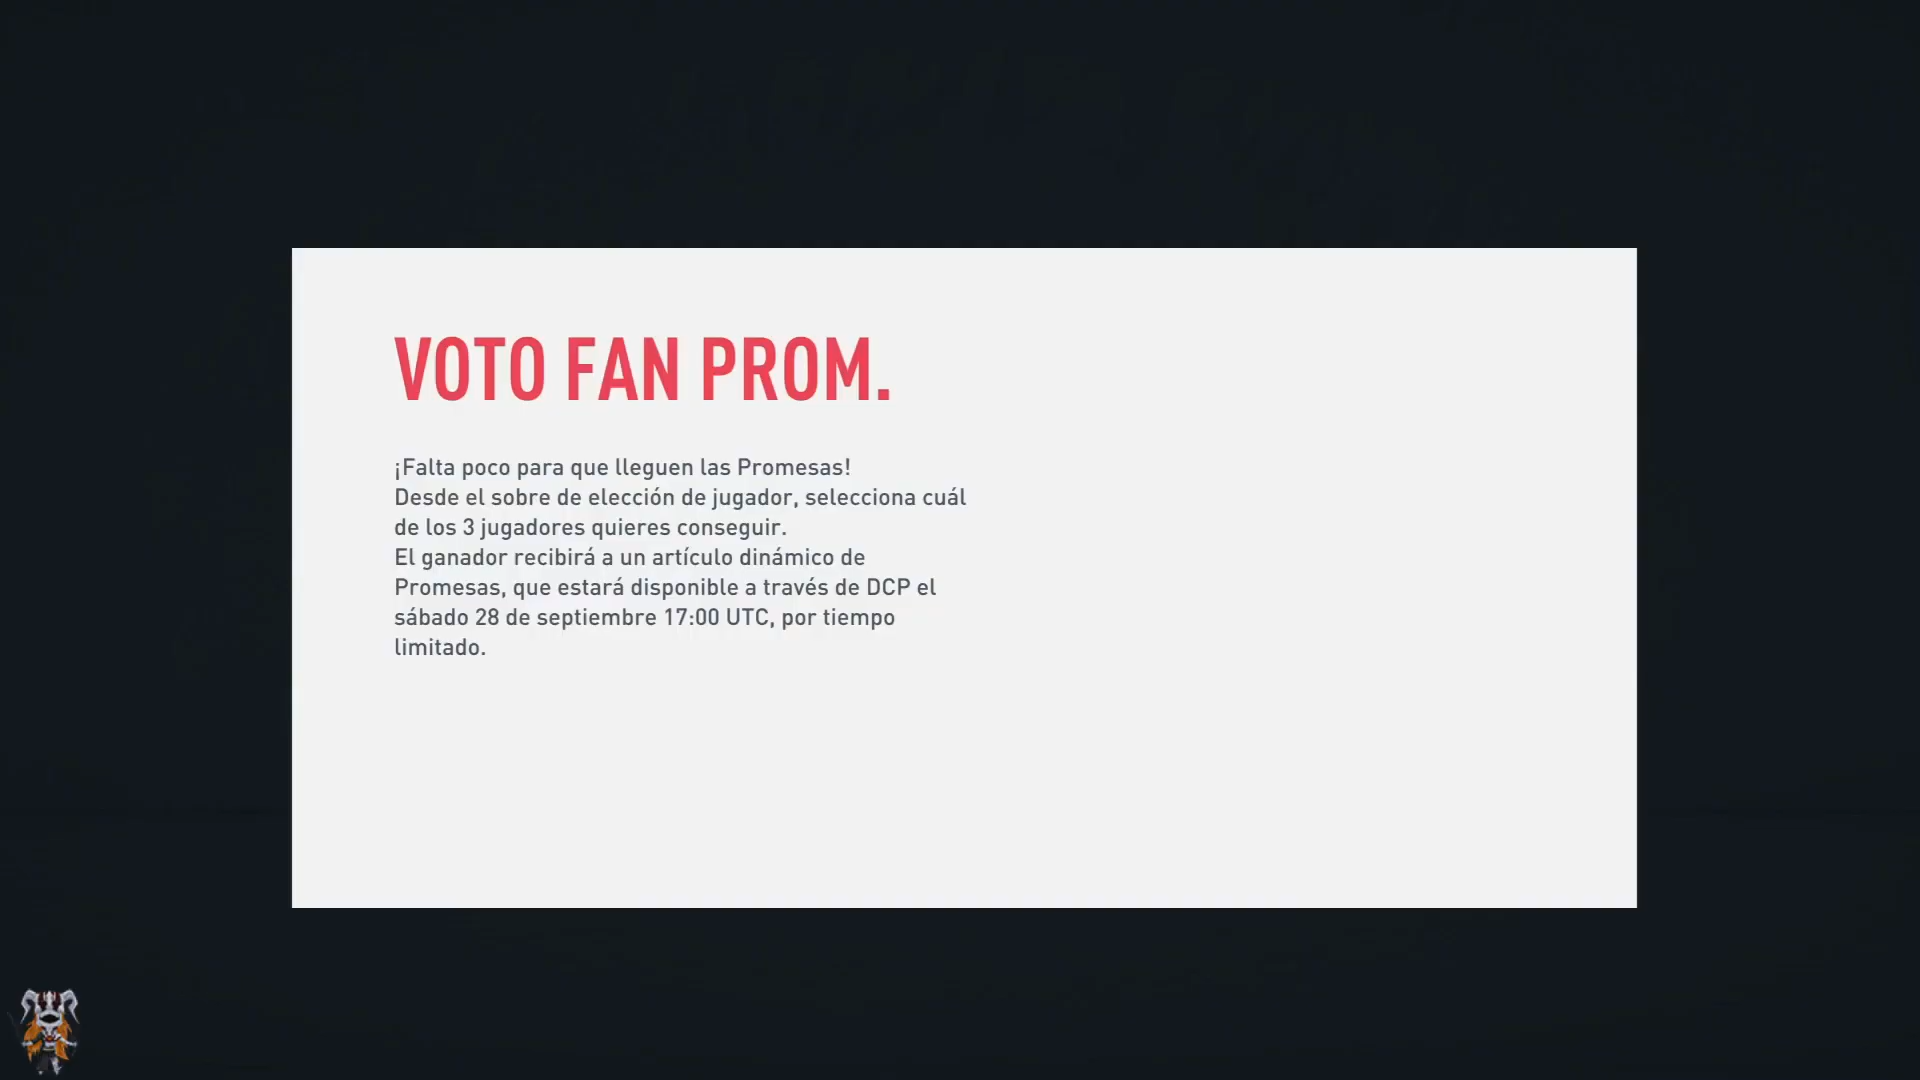 VOTO FAN PROM.
¡Falta poco para que lleguen las Promesas!
Desde el sobre de elección de jugador, selecciona cuál
de los 3 jugadores quieres conseguir.
El ganador recibirá a un artículo dinámico de
Promesas, que estará disponible a través de DCP el
sábado 28 de septiembre 17:00 UTC, por tiempo
limitado.